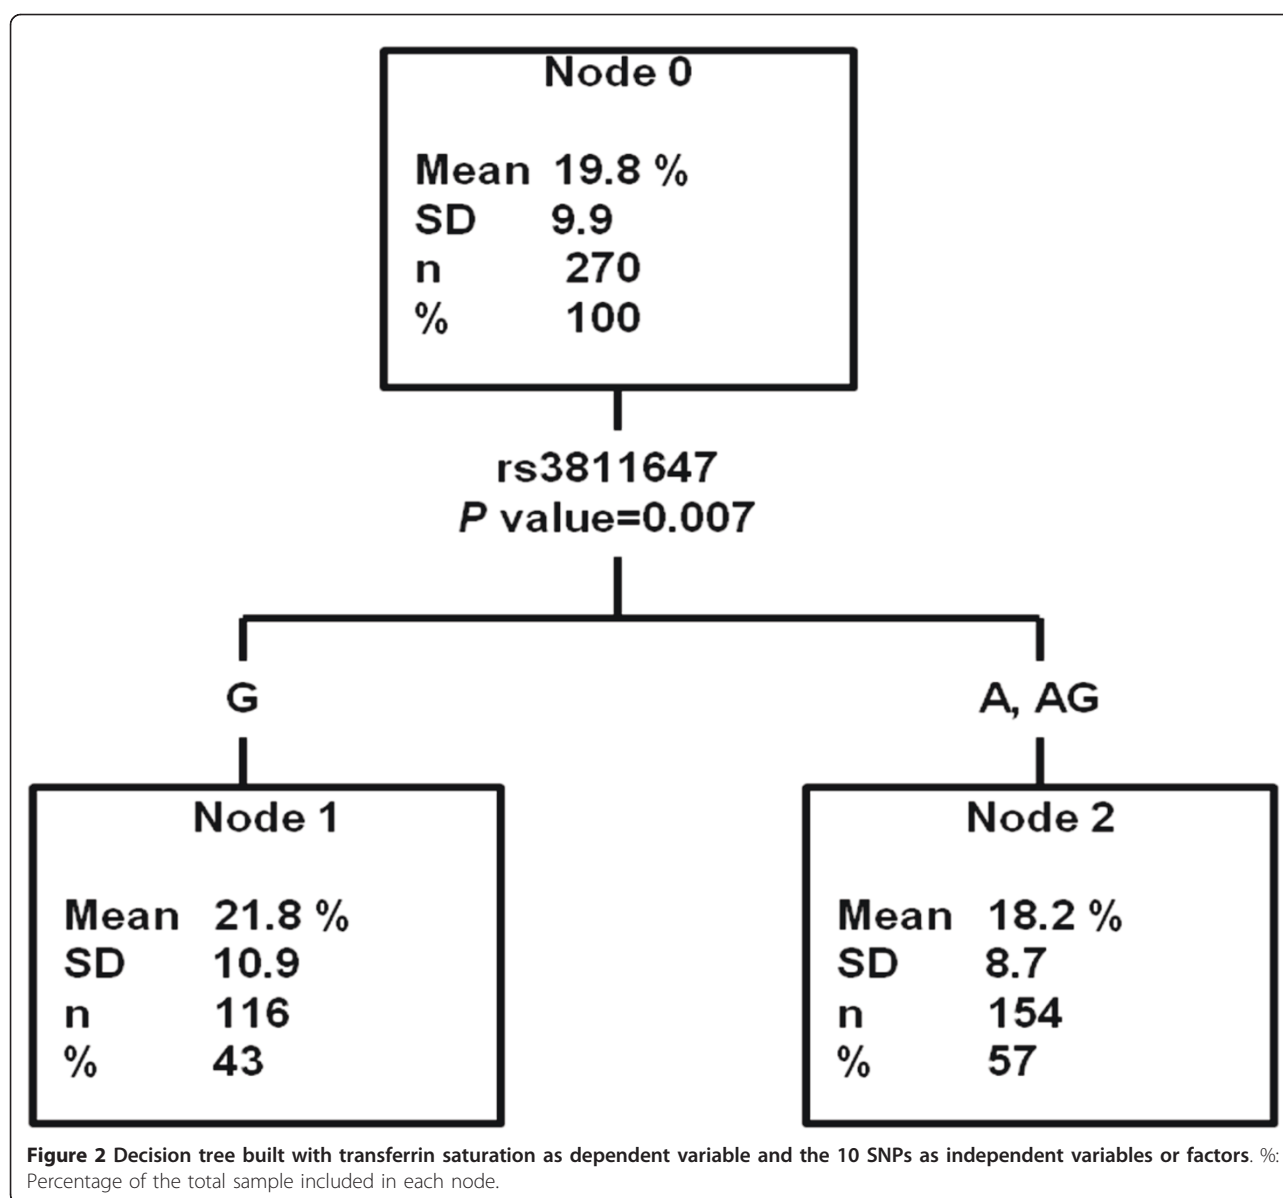 Node 0
Mean 19.8 %
SD 9.9
n 270
% 100
rs3811647
P value=0.007
G
A, AG
Node 1
Mean 21.8 %
SD 10.9
n 116
% 43
Node 2
Mean 18.2 %
SD 8.7
n 154
% 57
Figure 2 Decision tree built with transferrin saturation as dependent variable and the 10 SNPs as independent variables or factors. %:
Percentage of the total sample included in each node.